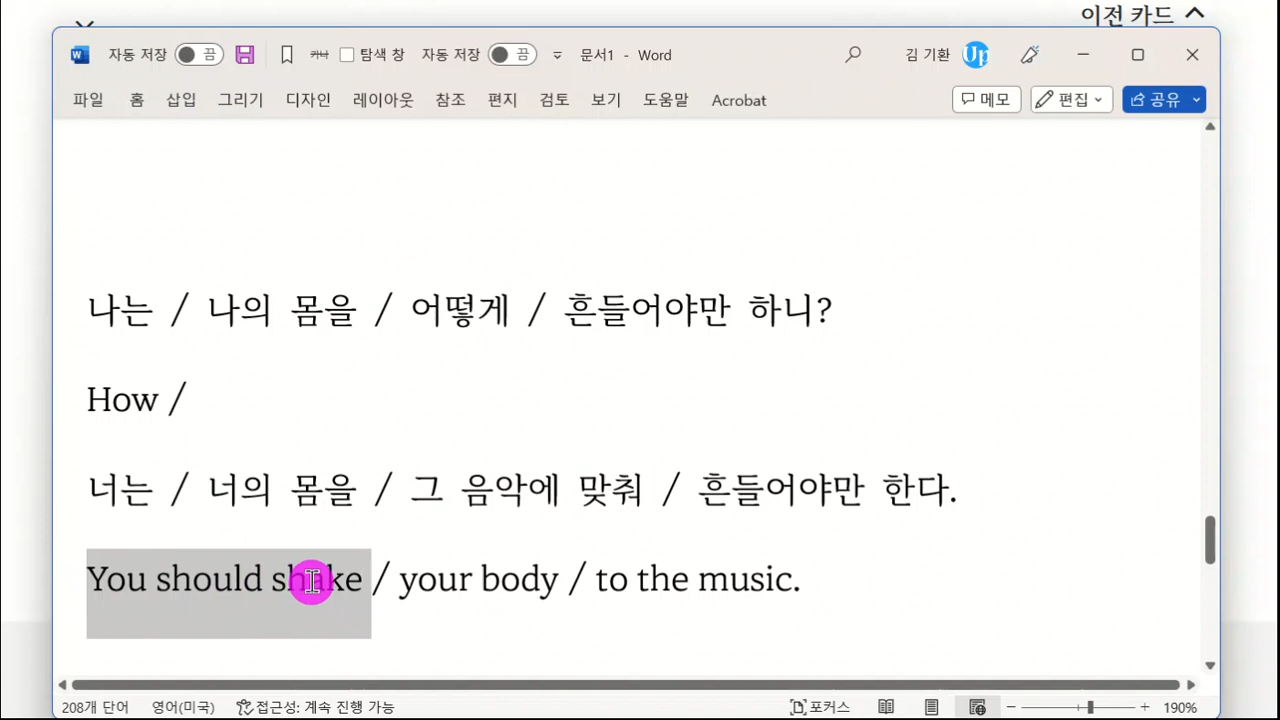 이전 카드
자동 저장 끔 가나 탐색 창 자동 저장 끔 문서1 - Word 김 기환 Up
파일 홈 삽입 그리기 디자인 레이아웃 참조 편지 검토 보기 도움말 Acrobat 메모 편집 공유
나는 / 나의 몸을 / 어떻게 / 흔들어야만 하니?
How /
너는 / 너의 몸을 / 그 음악에 맞춰 / 흔들어야만 한다.
You should shake / your body / to the music.
208개 단어 영어(미국) 접근성: 계속 진행 가능 포커스 190%